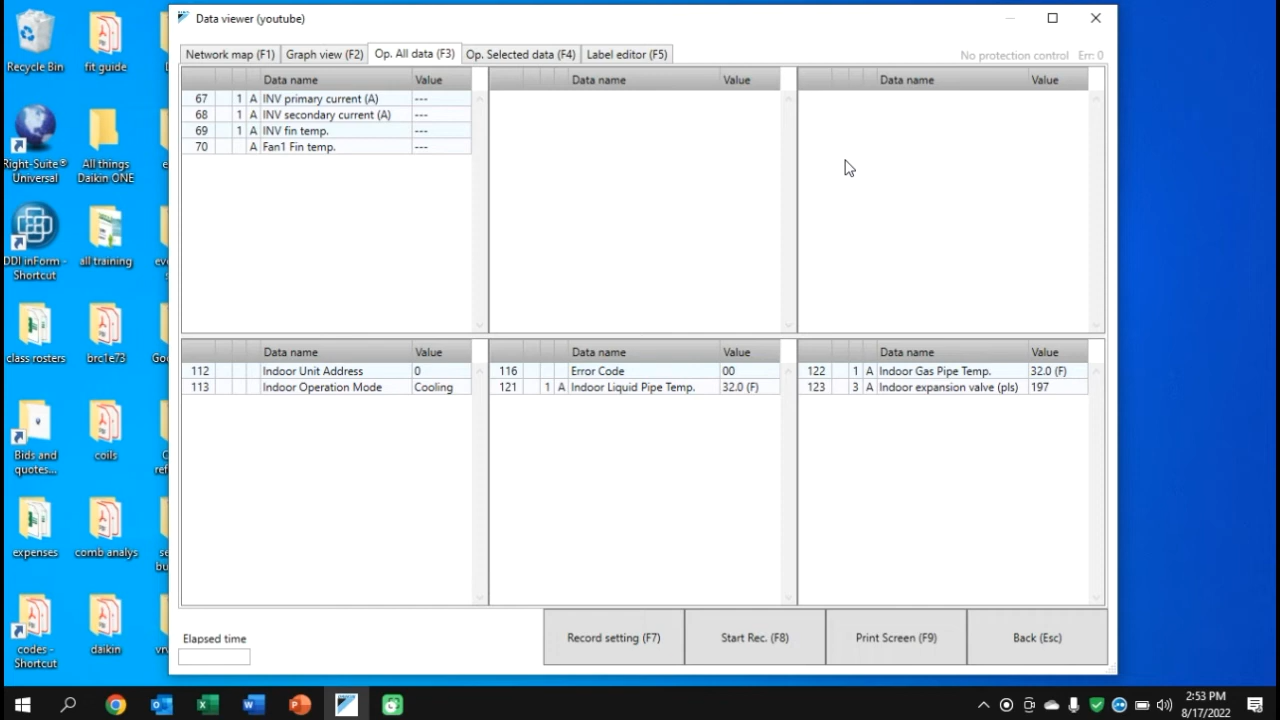 Data viewer (youtube)
Network map (F1) Graph view (F2) Op. All data (F3) Op. Selected data (F4) Label editor (F5)
No protection control Err: 0
Data name Value Data name Value Data name Value
67 1 A INV primary current (A) ---
68 1 A INV secondary current (A) ---
69 1 A INV fin temp. ---
70 A Fan1 Fin temp. ---
Data name Value Data name Value Data name Value
112 Indoor Unit Address 0 116 Error Code 00 122 1 A Indoor Gas Pipe Temp. 32.0 (F)
113 Indoor Operation Mode Cooling 121 1 A Indoor Liquid Pipe Temp. 32.0 (F) 123 3 A Indoor expansion valve (pls) 197
Elapsed time
Record setting (F7) Start Rec. (F8) Print Screen (F9) Back (Esc)
Recycle Bin fit guide
Right-Suite® Universal
All things Daikin ONE
DDI inForm - Shortcut
all training
class rosters brc1e73
Bids and quotes...
coils
expenses comb analys
codes - Shortcut
daikin
2:53 PM
8/17/2022